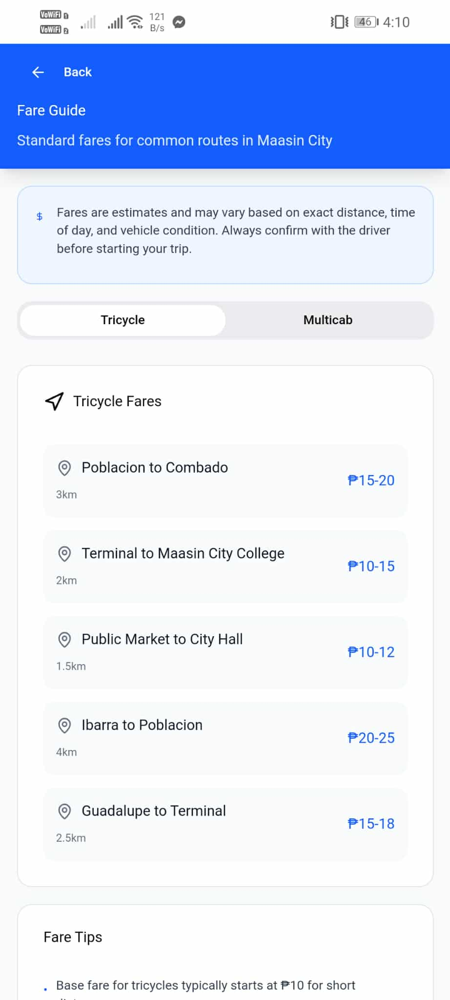 VoWiFi 1
VoWiFi 2
121
B/s
46
4:10
Back
Fare Guide
Standard fares for common routes in Maasin City
$
Fares are estimates and may vary based on exact distance, time
of day, and vehicle condition. Always confirm with the driver
before starting your trip.
Tricycle
Multicab
Tricycle Fares
Poblacion to Combado
₱15-20
3km
Terminal to Maasin City College
₱10-15
2km
Public Market to City Hall
₱10-12
1.5km
Ibarra to Poblacion
₱20-25
4km
Guadalupe to Terminal
₱15-18
2.5km
Fare Tips
• Base fare for tricycles typically starts at ₱10 for short